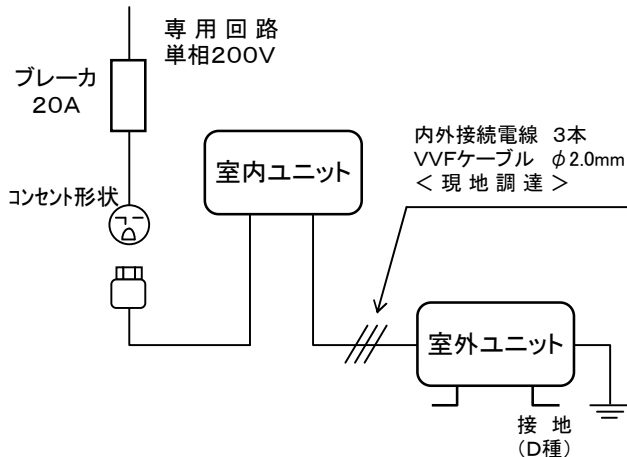 専用回路
単相200V
ブレーカ
20A
コンセント形状
室内ユニット
内外接続電線 3本
VVFケーブル φ2.0mm
<現地調達>
室外ユニット
接地
(D種)